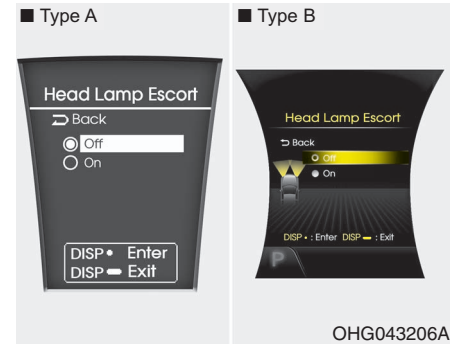 ■ Type A
Head Lamp Escort
Back
Off
On
DISP • Enter
DISP ━ Exit
■ Type B
Head Lamp Escort
Back
Off
On
DISP • : Enter DISP ━ : Exit
P
OHG043206A